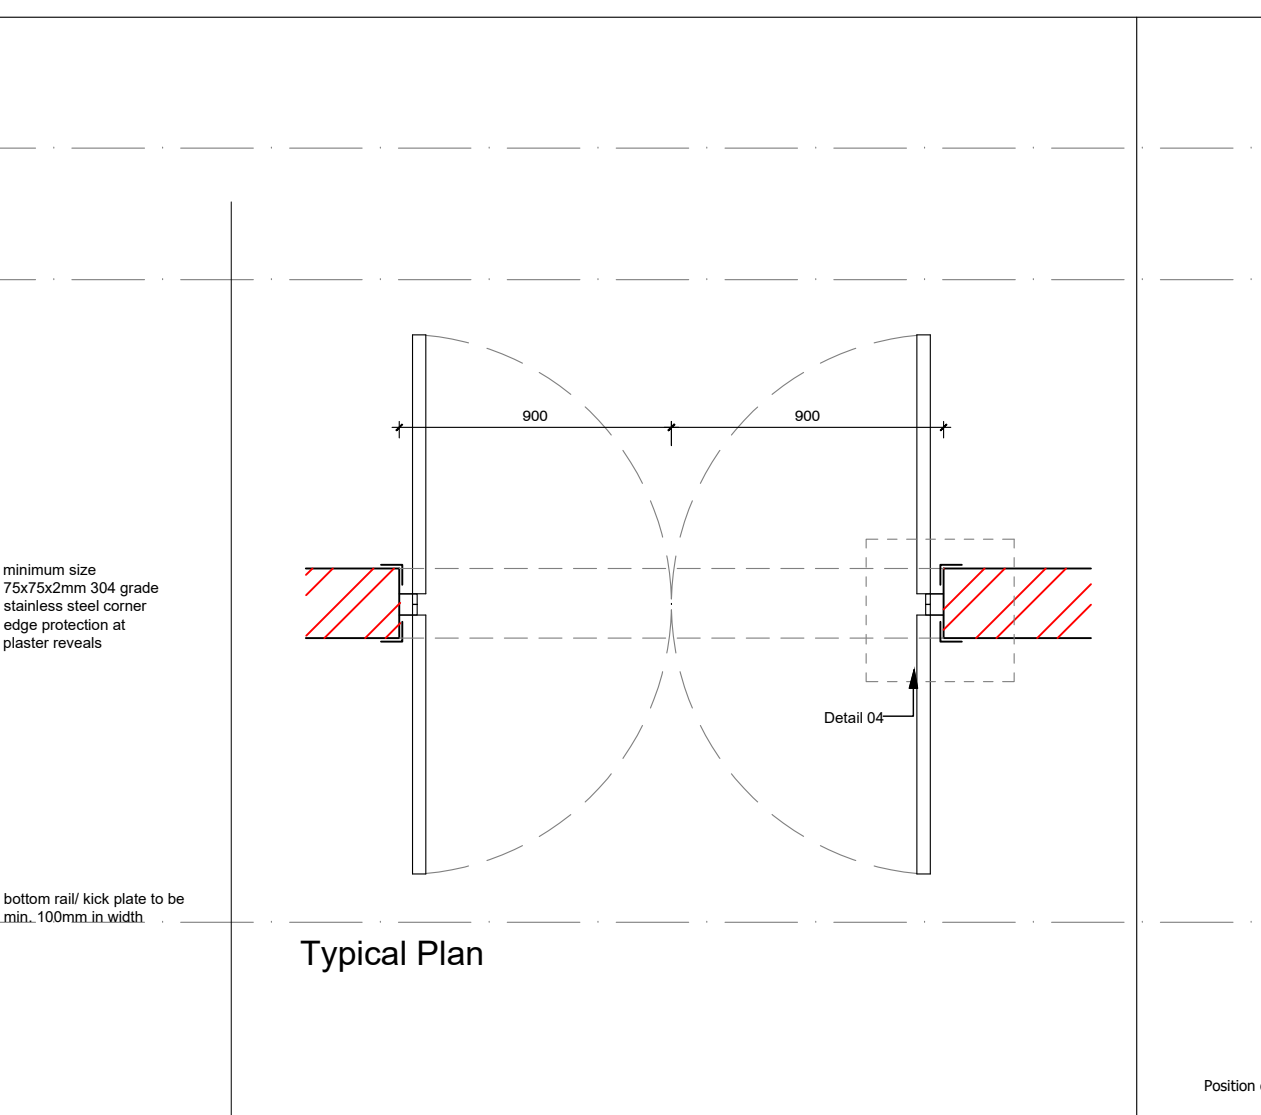 900
900
minimum size
75x75x2mm 304 grade
stainless steel corner
edge protection at
plaster reveals
Detail 04
bottom rail/ kick plate to be
min. 100mm in width
Typical Plan
Position